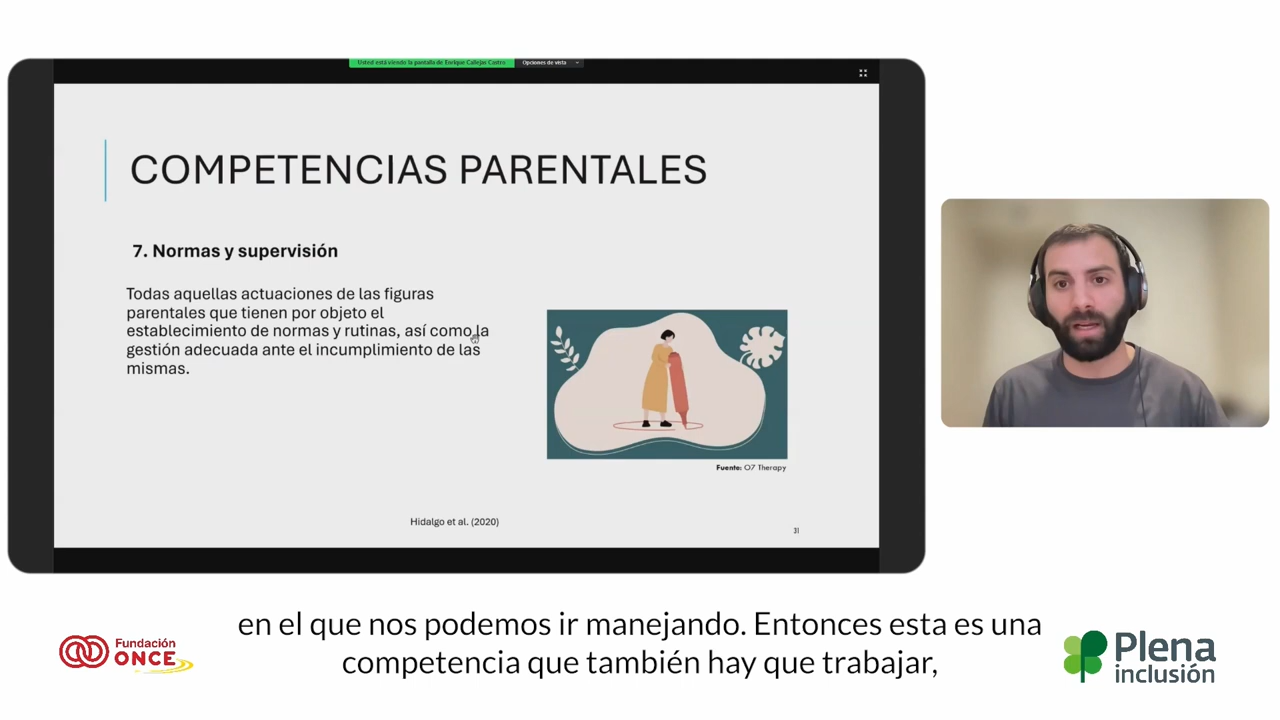 Usted está viendo la pantalla de Enrique Callejas Castro
Opciones de vista
COMPETENCIAS PARENTALES
7. Normas y supervisión
Todas aquellas actuaciones de las figuras
parentales que tienen por objeto el
establecimiento de normas y rutinas, así como la
gestión adecuada ante el incumplimiento de las
mismas.
Fuente: O7 Therapy
Hidalgo et al. (2020)
31
en el que nos podemos ir manejando. Entonces esta es una
competencia que también hay que trabajar,
Fundación
ONCE
Plena
inclusión